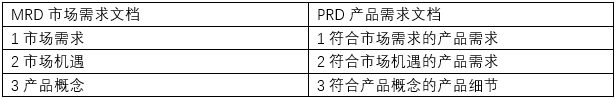 MRD 市场需求文档 PRD 产品需求文档
1 市场需求 1 符合市场需求的产品需求
2 市场机遇 2 符合市场机遇的产品需求
3 产品概念 3 符合产品概念的产品细节